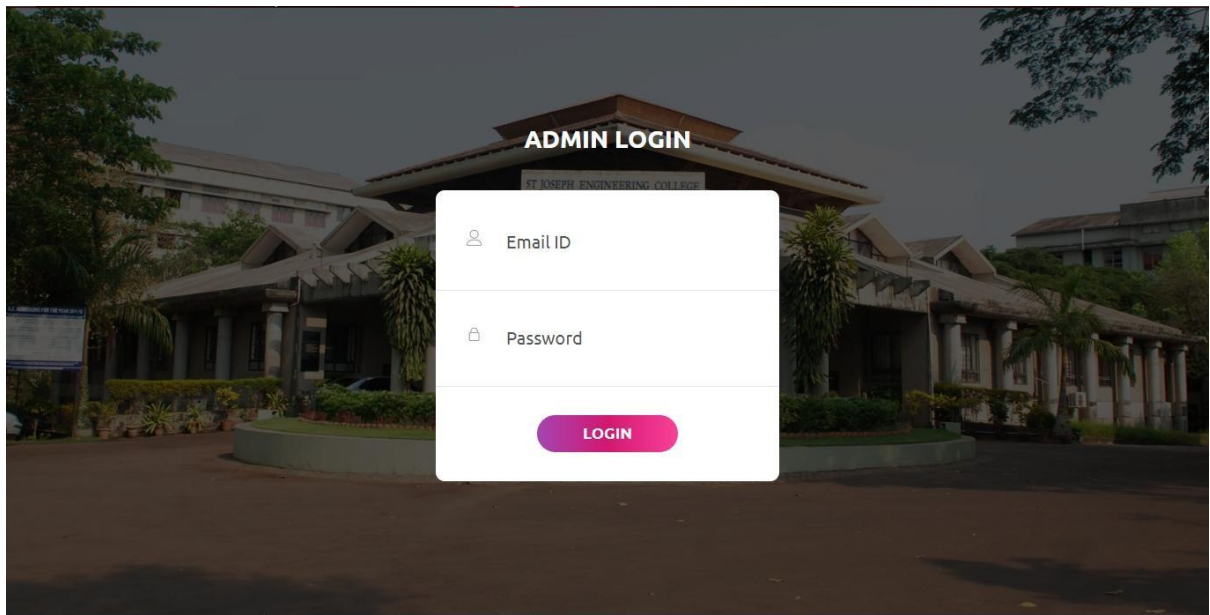 ADMIN LOGIN
ST JOSEPH ENGINEERING COLLEGE
Email ID
Password
LOGIN